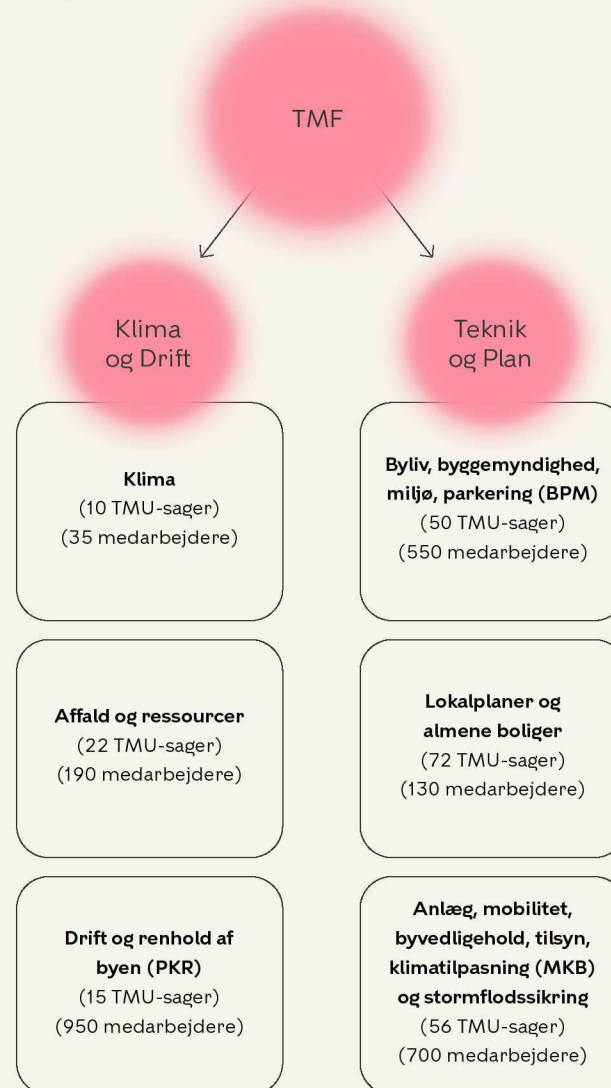 TMF
Klima
og Drift
Klima
(10 TMU-sager)
(35 medarbejdere)
Affald og ressourcer
(22 TMU-sager)
(190 medarbejdere)
Drift og renhold af
byen (PKR)
(15 TMU-sager)
(950 medarbejdere)
Teknik
og Plan
Byliv, byggemyndighed,
miljø, parkering (BPM)
(50 TMU-sager)
(550 medarbejdere)
Lokalplaner og
almene boliger
(72 TMU-sager)
(130 medarbejdere)
Anlæg, mobilitet,
byvedligehold, tilsyn,
klimatilpasning (MKB)
og stormflodssikring
(56 TMU-sager)
(700 medarbejdere)